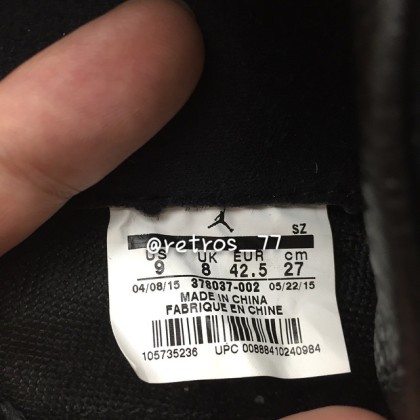 SZ
@retros_77
US UK EUR cm
9 8 42.5 27
04/08/15 378037-002 05/22/15
MADE IN CHINA
FABRIQUE EN CHINE
105735236 UPC 00888410240984